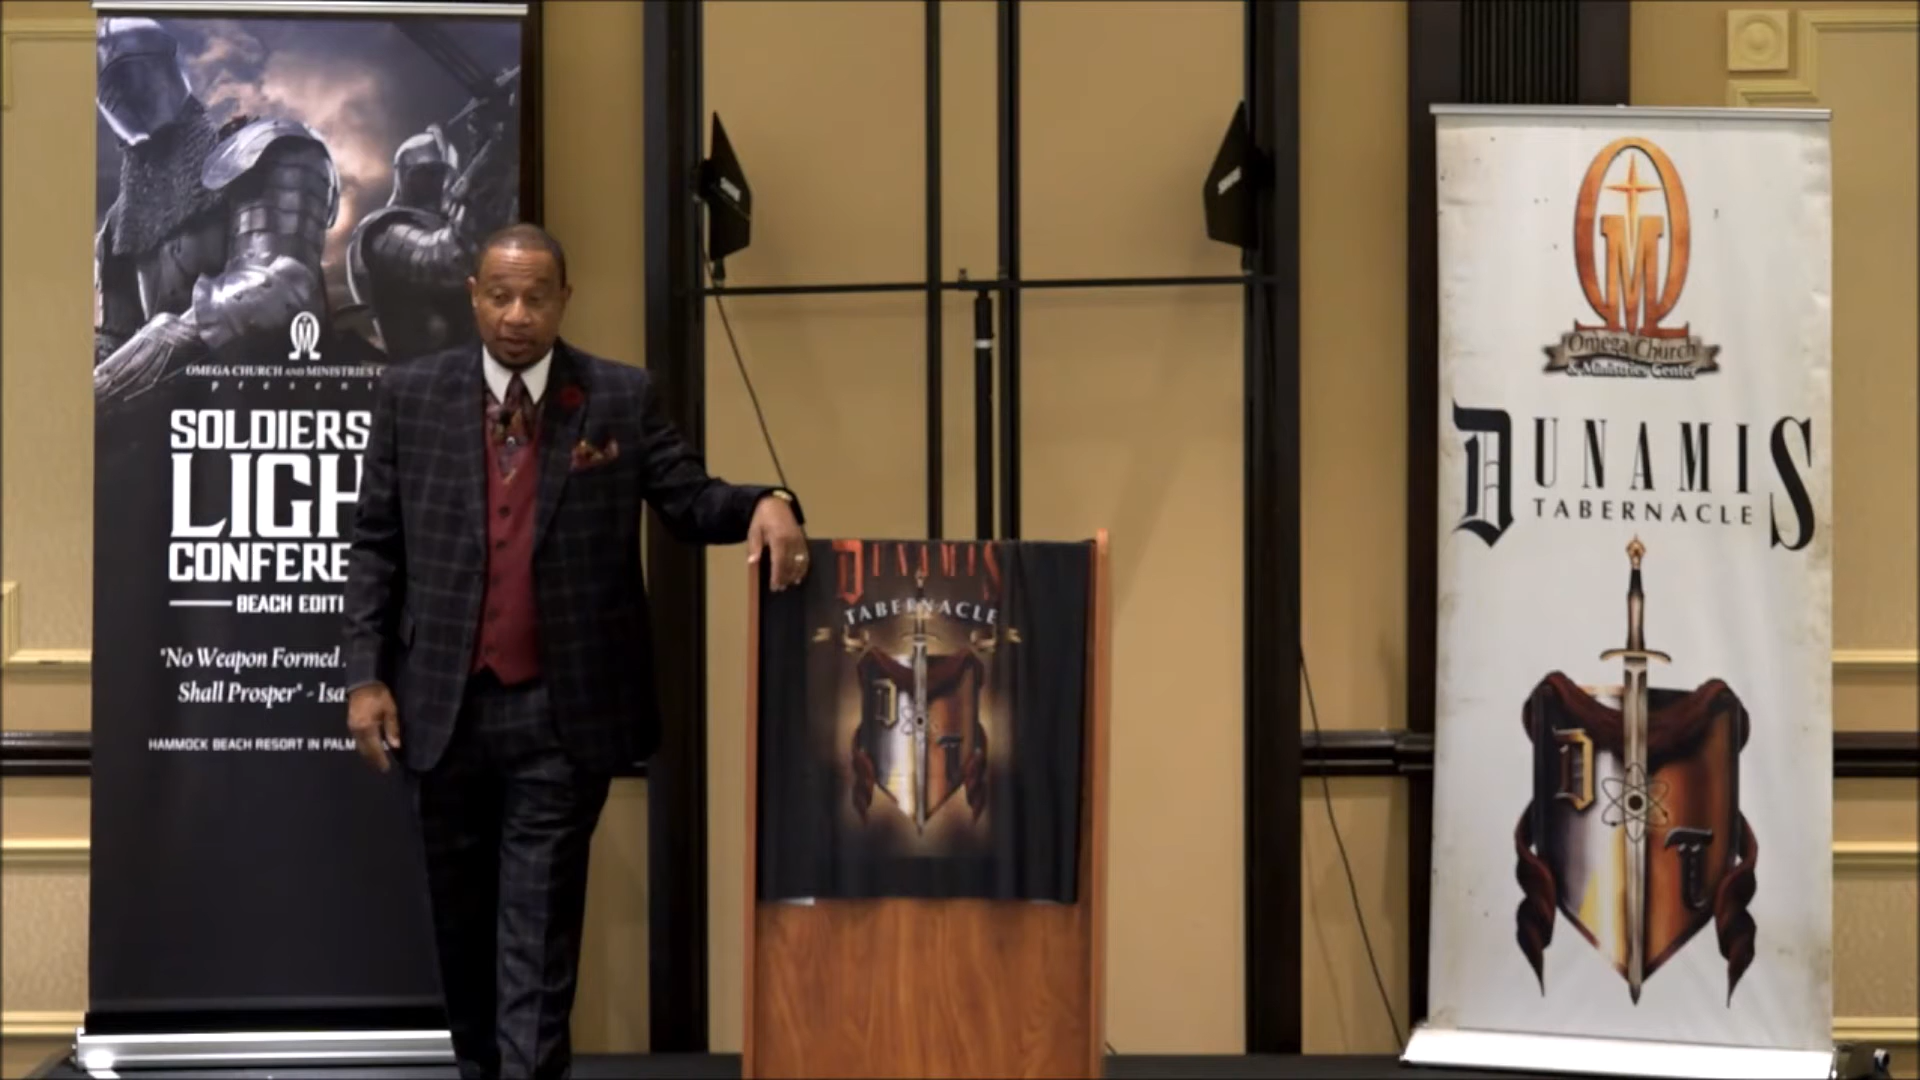 OMEGA CHURCH AND MINISTRIES C
present
SOLDIERS
LIGH
CONFERE
BEACH EDITI
"No Weapon Formed
Shall Prosper" - Isa
HAMMOCK BEACH RESORT IN PALM
DUNAMIS
TABERNACLE
D
T
M
Omega Church
& Ministries Center
DUNAMIS
TABERNACLE
D
T